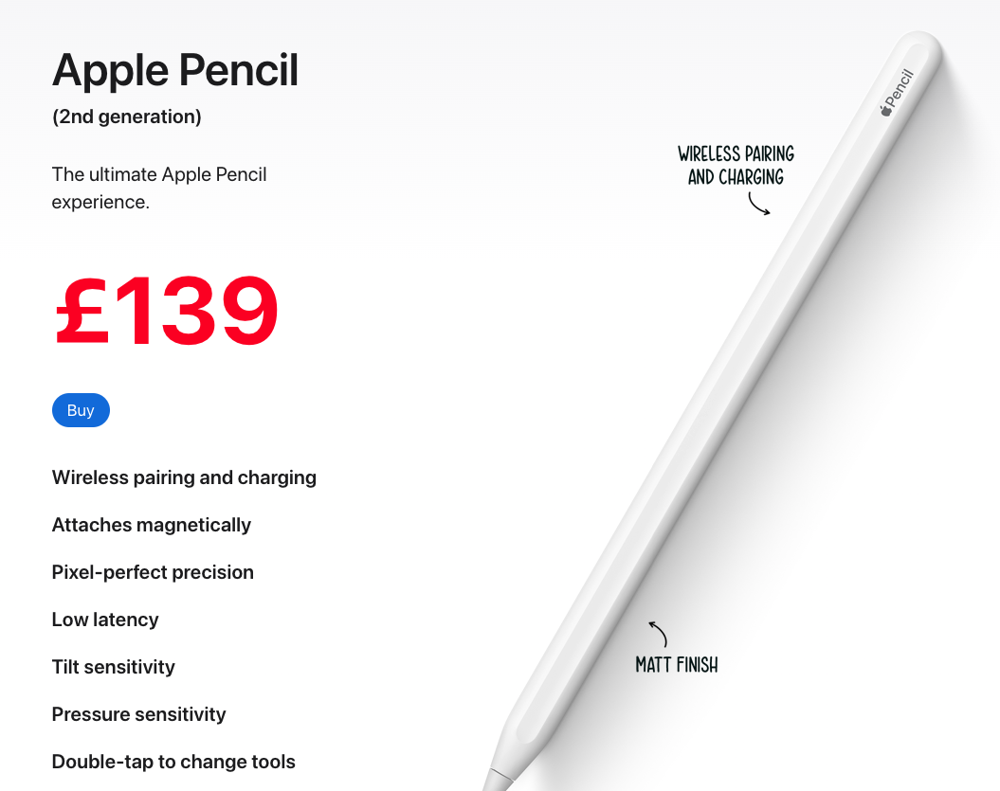 Apple Pencil
(2nd generation)
The ultimate Apple Pencil
experience.
£139
Buy
Wireless pairing and charging
Attaches magnetically
Pixel-perfect precision
Low latency
Tilt sensitivity
Pressure sensitivity
Double-tap to change tools
WIRELESS PAIRING
AND CHARGING
MATT FINISH
Pencil